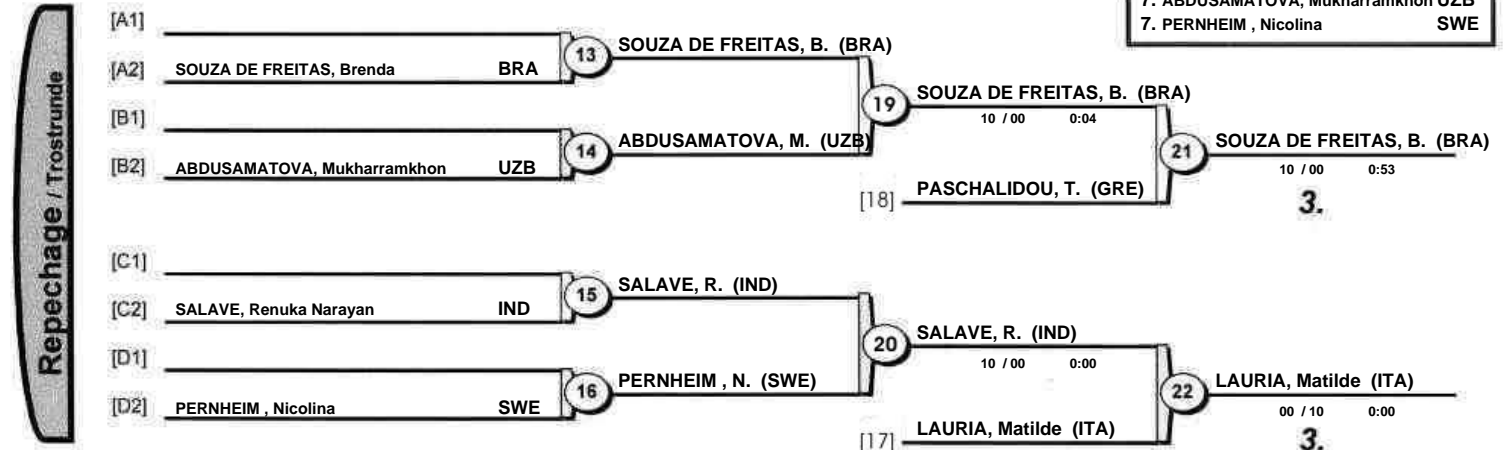 7. ABDUSAMATOVA, Mukharramkhon UZB
7. PERNHEIM , Nicolina SWE
Repechage / Trostrunde
[A1]
[A2] SOUZA DE FREITAS, Brenda BRA
13 SOUZA DE FREITAS, B. (BRA)
[B1]
[B2] ABDUSAMATOVA, Mukharramkhon UZB
14 ABDUSAMATOVA, M. (UZB)
19 SOUZA DE FREITAS, B. (BRA)
10 / 00 0:04
[18] PASCHALIDOU, T. (GRE)
21 SOUZA DE FREITAS, B. (BRA)
10 / 00 0:53
3.
[C1]
[C2] SALAVE, Renuka Narayan IND
15 SALAVE, R. (IND)
[D1]
[D2] PERNHEIM , Nicolina SWE
16 PERNHEIM , N. (SWE)
20 SALAVE, R. (IND)
10 / 00 0:00
[17] LAURIA, Matilde (ITA)
22 LAURIA, Matilde (ITA)
00 / 10 0:00
3.